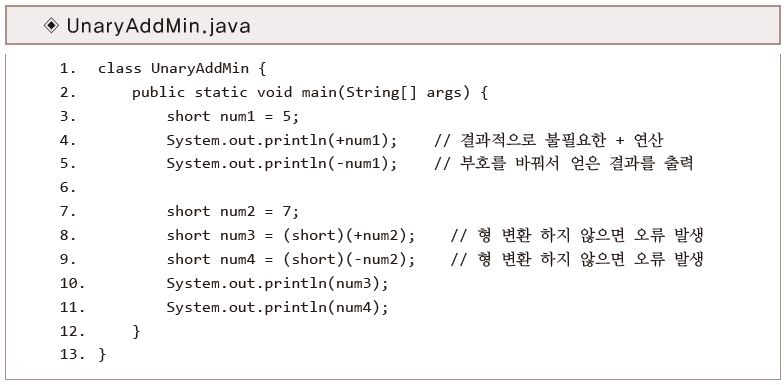 ◈ UnaryAddMin.java
1. class UnaryAddMin {
2. public static void main(String[] args) {
3. short num1 = 5;
4. System.out.println(+num1); // 결과적으로 불필요한 + 연산
5. System.out.println(-num1); // 부호를 바꿔서 얻은 결과를 출력
6.
7. short num2 = 7;
8. short num3 = (short)(+num2); // 형 변환 하지 않으면 오류 발생
9. short num4 = (short)(-num2); // 형 변환 하지 않으면 오류 발생
10. System.out.println(num3);
11. System.out.println(num4);
12. }
13. }